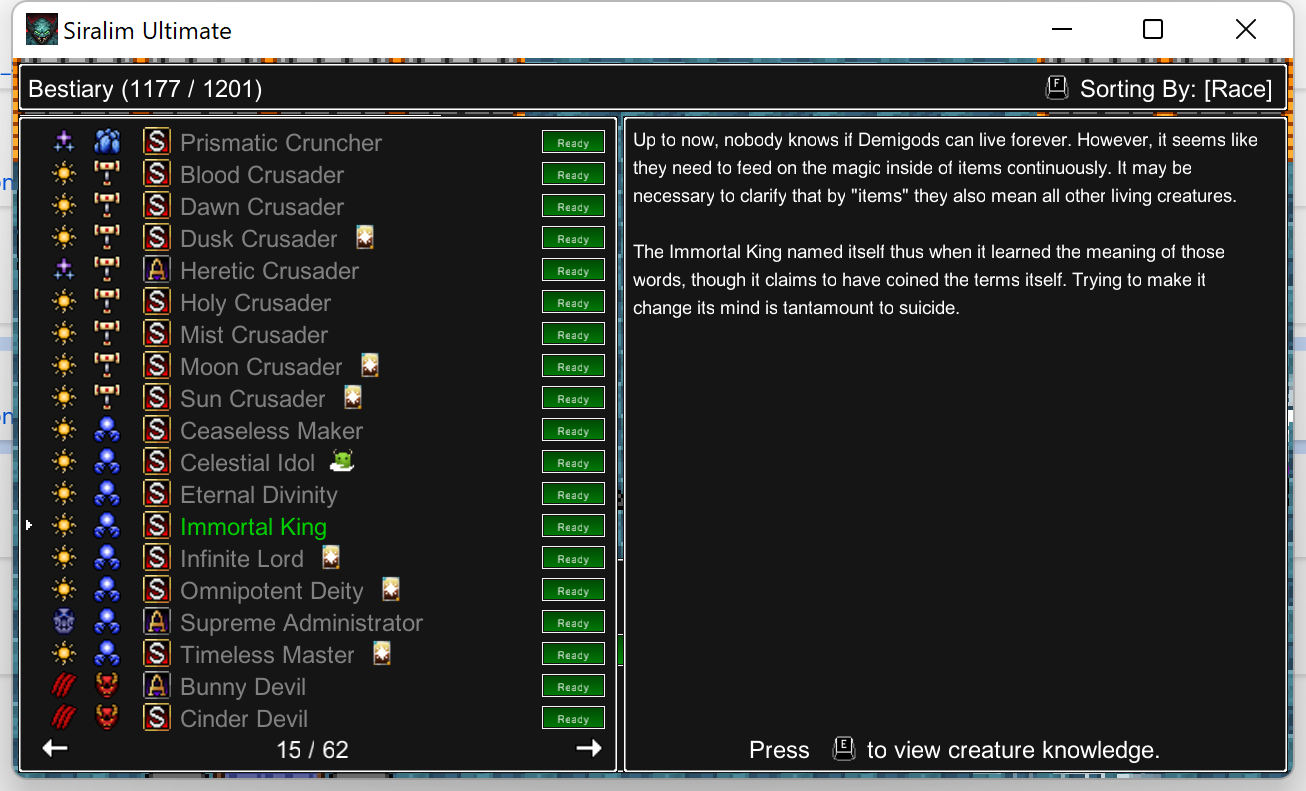 Siralim Ultimate
Bestiary (1177 / 1201)
F Sorting By: [Race]
S Prismatic Cruncher Ready
S Blood Crusader Ready
S Dawn Crusader Ready
S Dusk Crusader Ready
A Heretic Crusader Ready
S Holy Crusader Ready
S Mist Crusader Ready
S Moon Crusader Ready
S Sun Crusader Ready
S Ceaseless Maker Ready
S Celestial Idol Ready
S Eternal Divinity Ready
S Immortal King Ready
S Infinite Lord Ready
S Omnipotent Deity Ready
A Supreme Administrator Ready
S Timeless Master Ready
A Bunny Devil Ready
S Cinder Devil Ready
15 / 62
Up to now, nobody knows if Demigods can live forever. However, it seems like
they need to feed on the magic inside of items continuously. It may be
necessary to clarify that by "items" they also mean all other living creatures.
The Immortal King named itself thus when it learned the meaning of those
words, though it claims to have coined the terms itself. Trying to make it
change its mind is tantamount to suicide.
Press E to view creature knowledge.